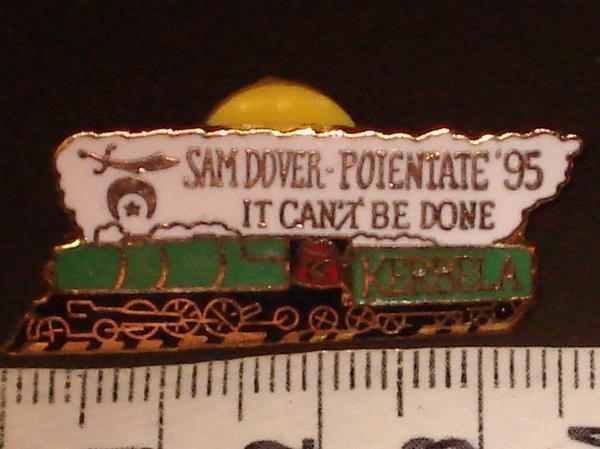 SAM DOVER - POTENTATE '95
IT CAN'T BE DONE
KERBELA